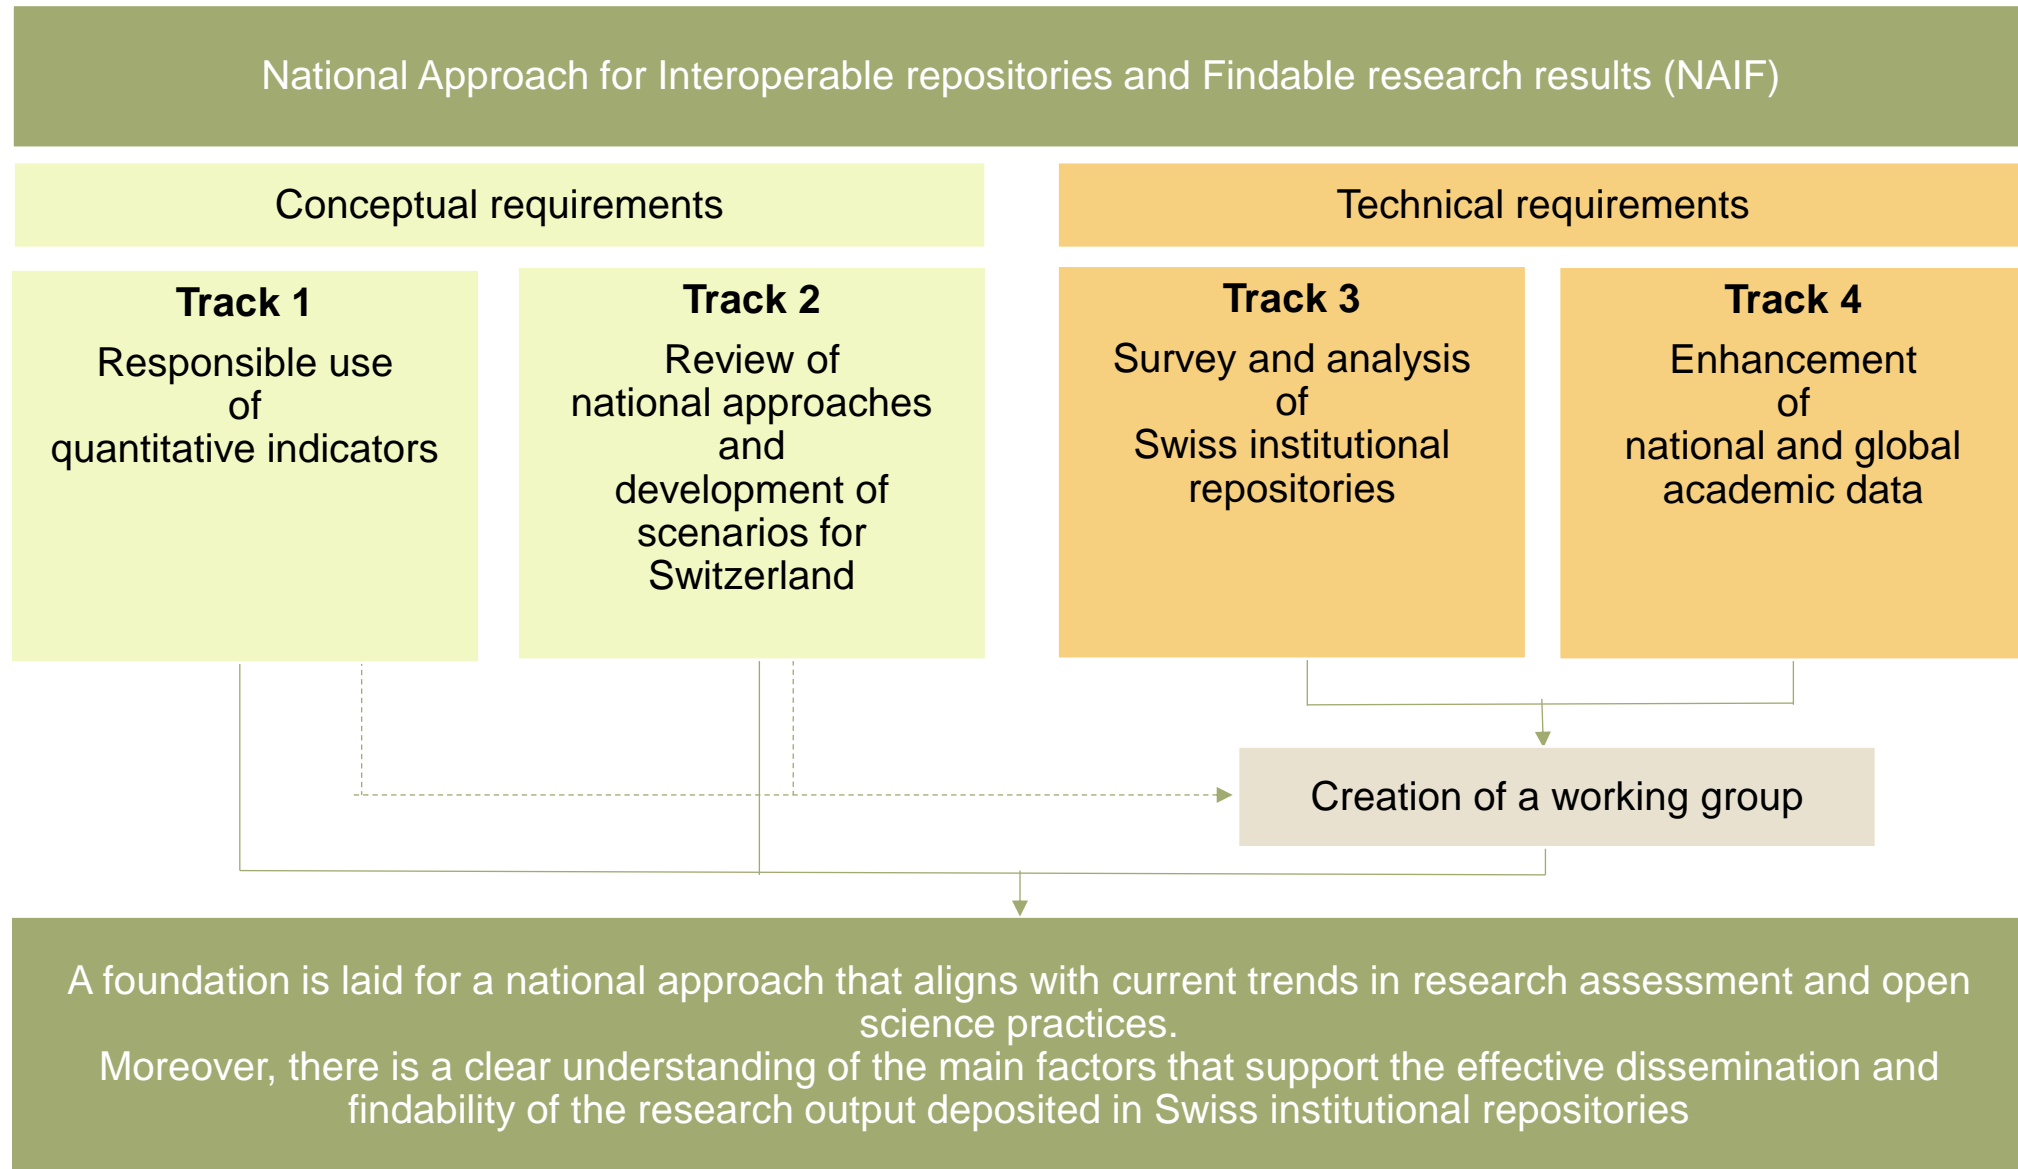 National Approach for Interoperable repositories and Findable research results (NAIF)
Conceptual requirements
Technical requirements
Track 1
Responsible use
of
quantitative indicators
Track 2
Review of
national approaches
and
development of
scenarios for
Switzerland
Track 3
Survey and analysis
of
Swiss institutional
repositories
Track 4
Enhancement
of
national and global
academic data
Creation of a working group
A foundation is laid for a national approach that aligns with current trends in research assessment and open
science practices.
Moreover, there is a clear understanding of the main factors that support the effective dissemination and
findability of the research output deposited in Swiss institutional repositories